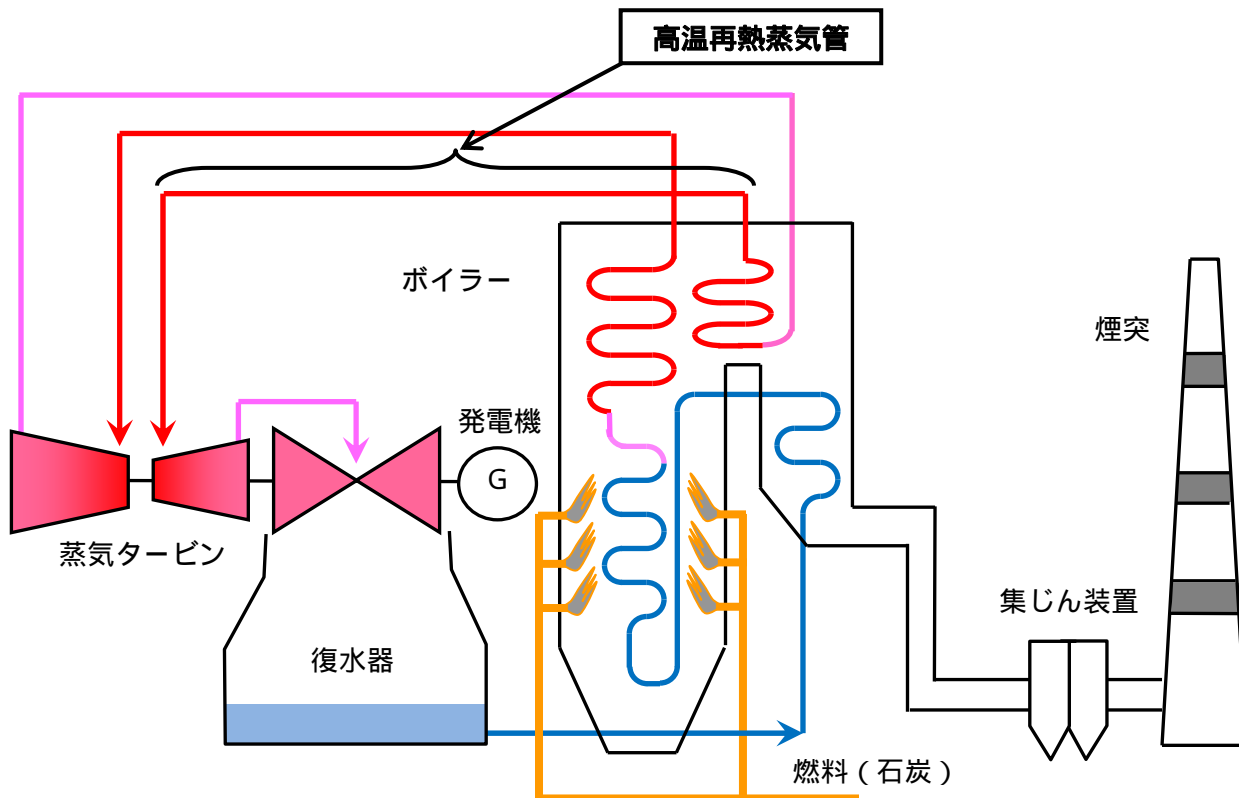 高温再熱蒸気管
ボイラー
煙突
発電機
G
蒸気タービン
集じん装置
復水器
燃料（石炭）